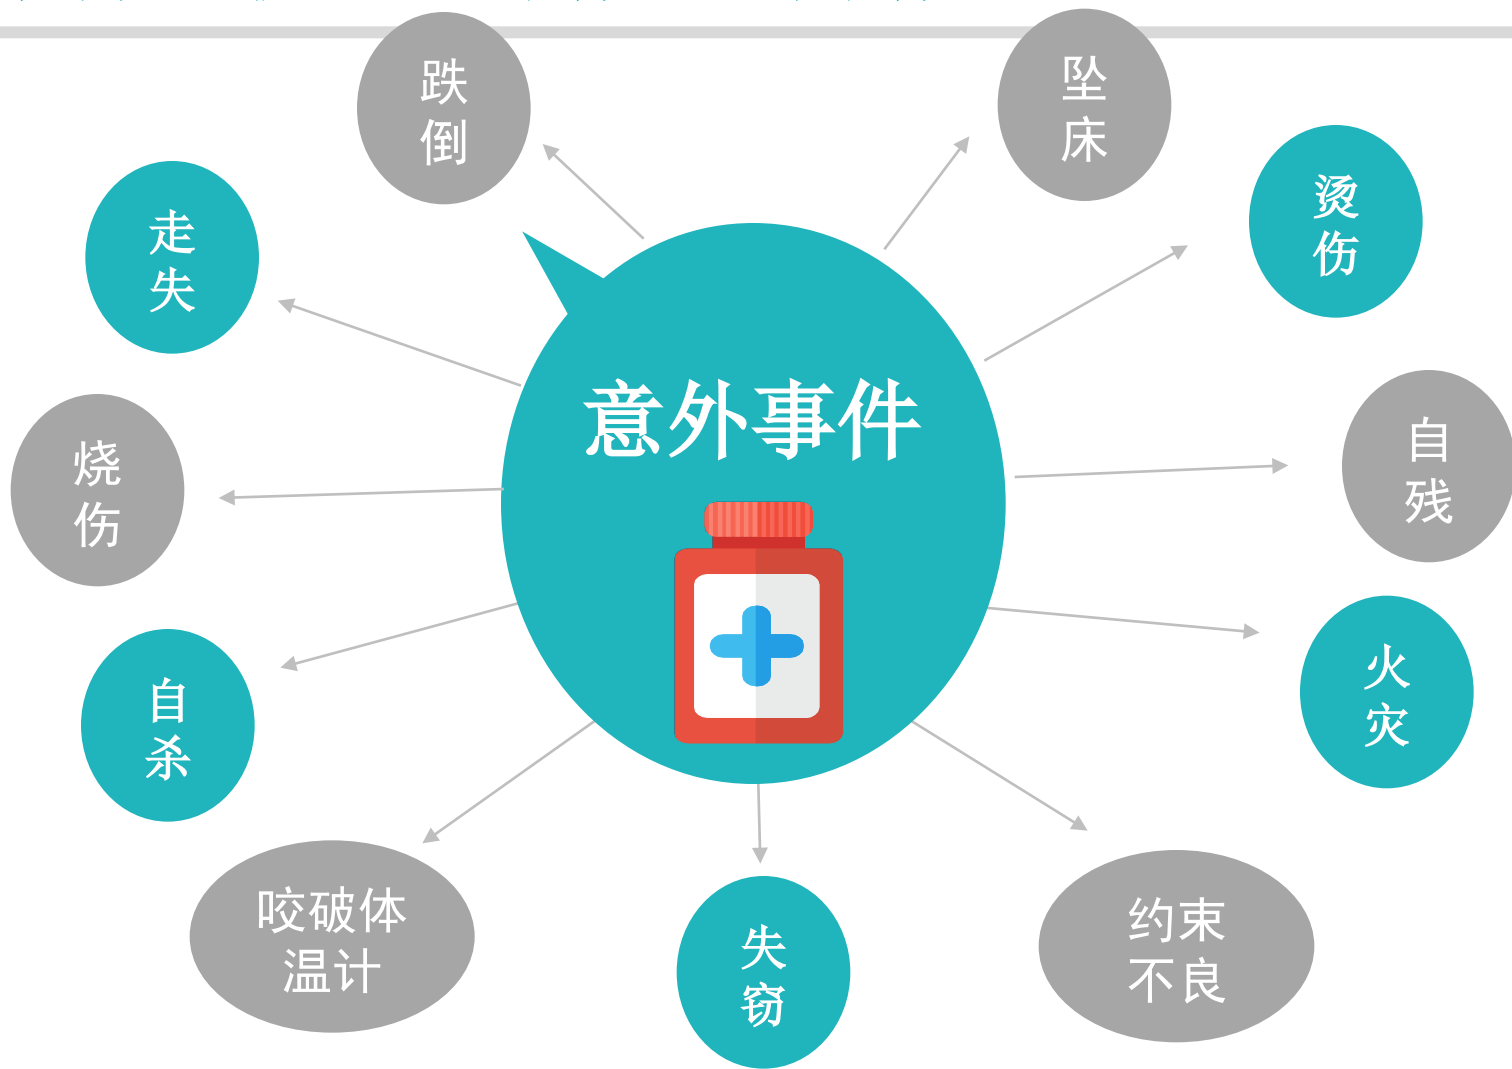 跌
倒
坠
床
走
失
烫
伤
意外事件
烧
伤
自
残
自
杀
火
灾
咬破体
温计
失
窃
约束
不良